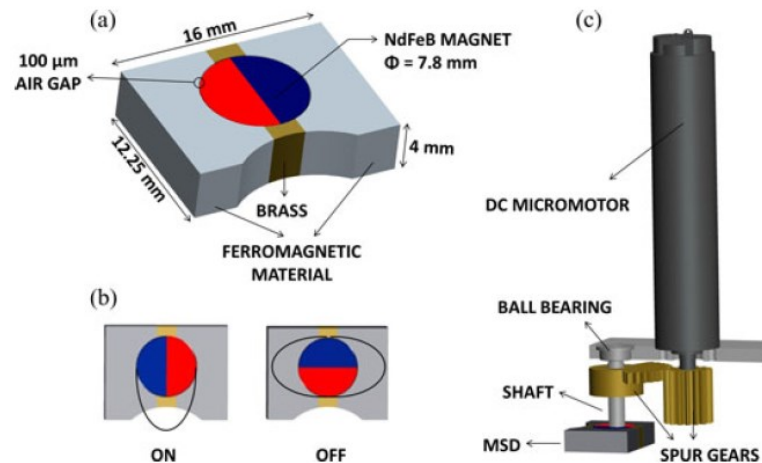 (a)
16 mm
NdFeB MAGNET
Φ = 7.8 mm
100 µm
AIR GAP
12.25 mm
4 mm
BRASS
FERROMAGNETIC
MATERIAL
(b)
ON
OFF
(c)
DC MICROMOTOR
BALL BEARING
SHAFT
MSD
SPUR GEARS